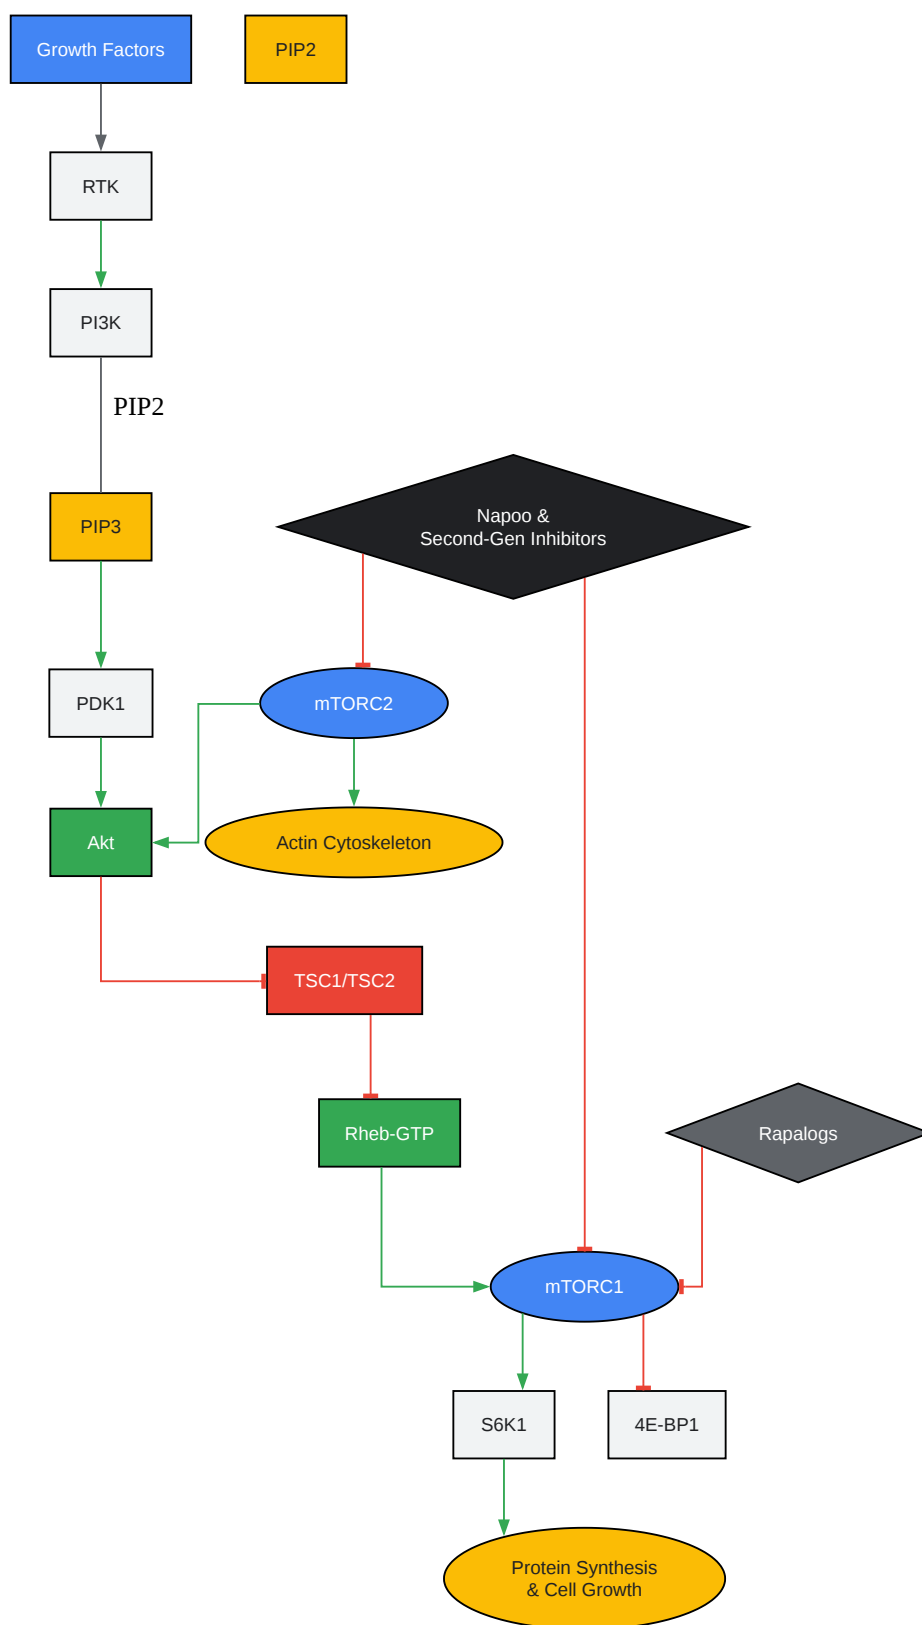 Growth Factors
PIP2
RTK
PI3K
PIP2
Napoo &
Second-Gen Inhibitors
PIP3
PDK1
mTORC2
Akt
Actin Cytoskeleton
TSC1/TSC2
Rheb-GTP
Rapalogs
mTORC1
S6K1
4E-BP1
Protein Synthesis
& Cell Growth